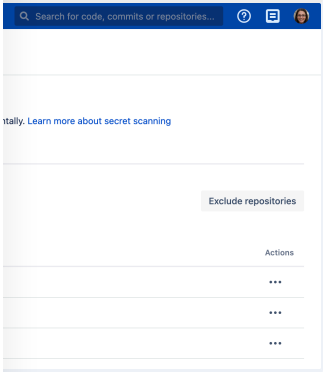 Search for code, commits or repositories...
ntally. Learn more about secret scanning
Exclude repositories
Actions